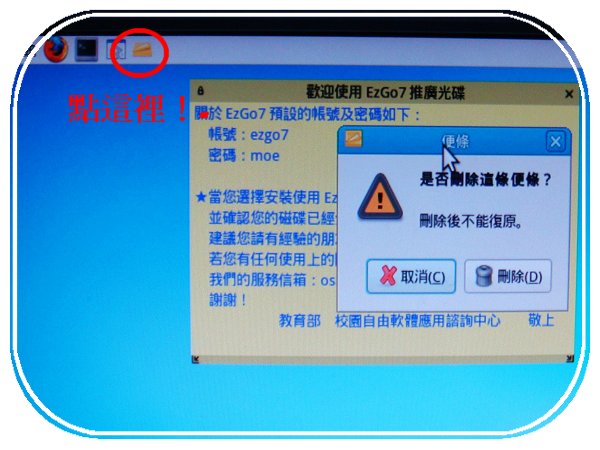 點這裡！
歡迎使用 EzGo7 推廣光碟
關於 EzGo7 預設的帳號及密碼如下：
帳號：ezgo7
密碼：moe
★當您選擇安裝使用 Ez
並確認您的磁碟已經
建議您請有經驗的朋
若您有任何使用上的
我們的服務信箱：os
謝謝！
教育部 校園自由軟體應用諮詢中心 敬上
便條
是否刪除這條便條？
刪除後不能復原。
取消(C)
刪除(D)